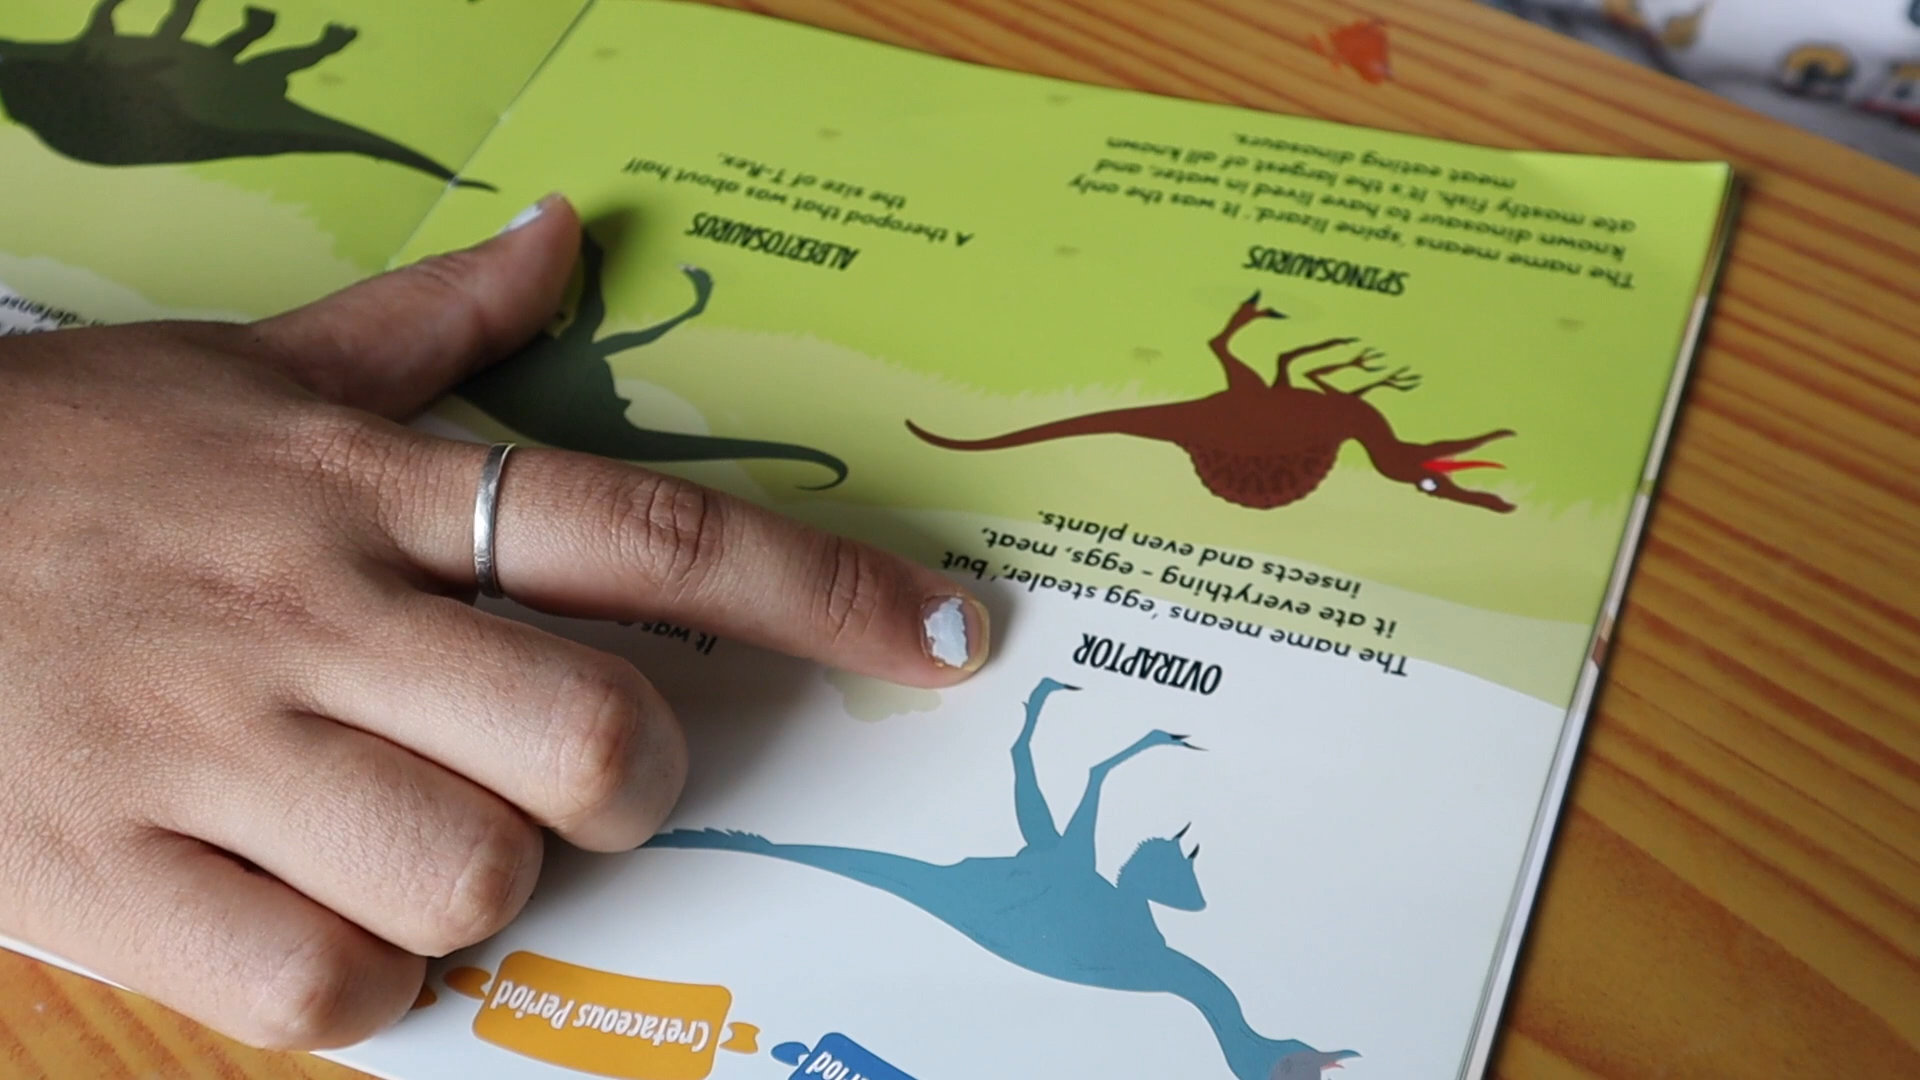 Cretaceous Period
OVIRAPTOR
The name means 'egg stealer,' but
it ate everything - eggs, meat,
insects and even plants.
It was
SPINOSAURUS
The name means 'spine lizard.' It was the only
known dinosaur to have lived in water, and
ate mostly fish. It's the largest of all known
meat eating dinosaurs.
ALBERTOSAURUS
A theropod that was about half
the size of T-Rex.